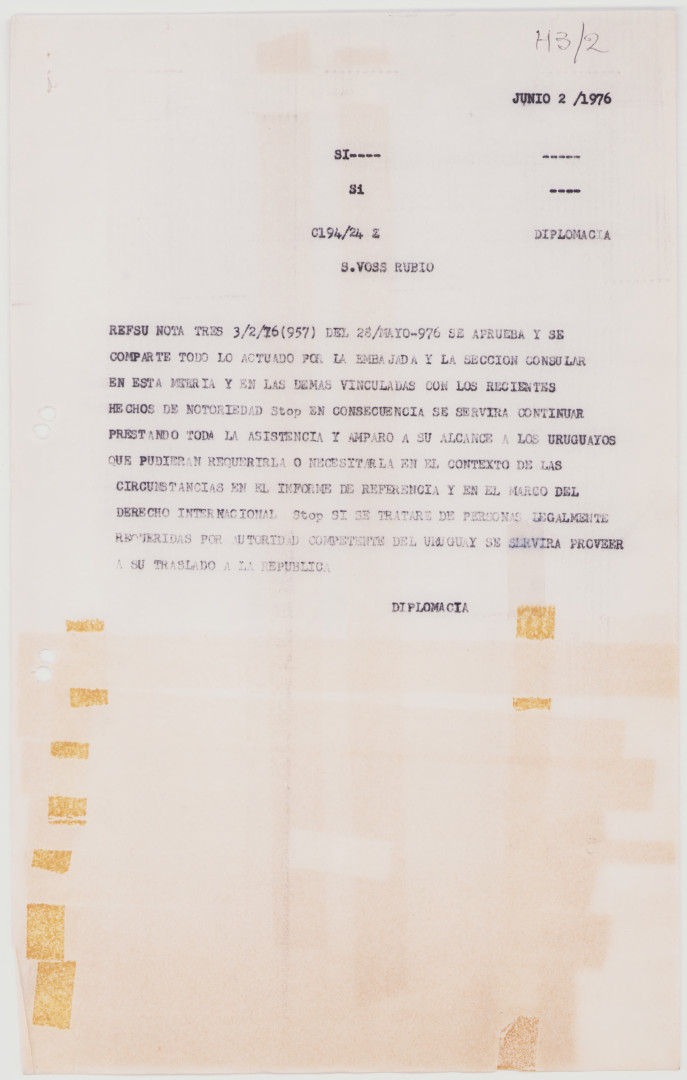 H3/2
JUNIO 2 /1976
SI---- -----
Si ----
C194/24 Z DIPLOMACIA
S.VOSS RUBIO
REFSU NOTA TRES 3/2/76(957) DEL 28/MAYO-976 SE APRUEBA Y SE
COMPARTE TODO LO ACTUADO POR LA EMBAJADA Y LA SECCION CONSULAR
EN ESTA METERIA Y EN LAS DEMAS VINCULADAS CON LOS RECIENTES
HECHOS DE NOTORIEDAD Stop EN CONSECUENCIA SE SERVIRA CONTINUAR
PRESTANDO TODA LA ASISTENCIA Y AMPARO A SU ALCANCE A LOS URUGUAYOS
QUE PUDIERAN REQUERIRLA O NECESITARLA EN EL CONTEXTO DE LAS
CIRCUNSTANCIAS EN EL INFORME DE REFERENCIA Y EN EL MARCO DEL
DERECHO INTERNACIONAL Stop SI SE TRATARE DE PERSONAS LEGALMENTE
REQUERIDAS POR AUTORIDAD COMPETENTE DEL URUGUAY SE SERVIRA PROVEER
A SU TRASLADO A LA REPUBLICA
DIPLOMACIA